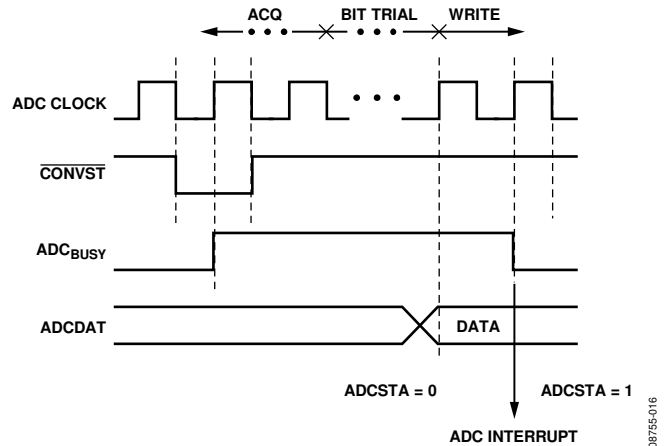 ACQ
BIT TRIAL
WRITE
ADC CLOCK
CONVST
ADCBUSY
ADCDAT
DATA
ADCSTA = 0
ADCSTA = 1
ADC INTERRUPT
08755-016